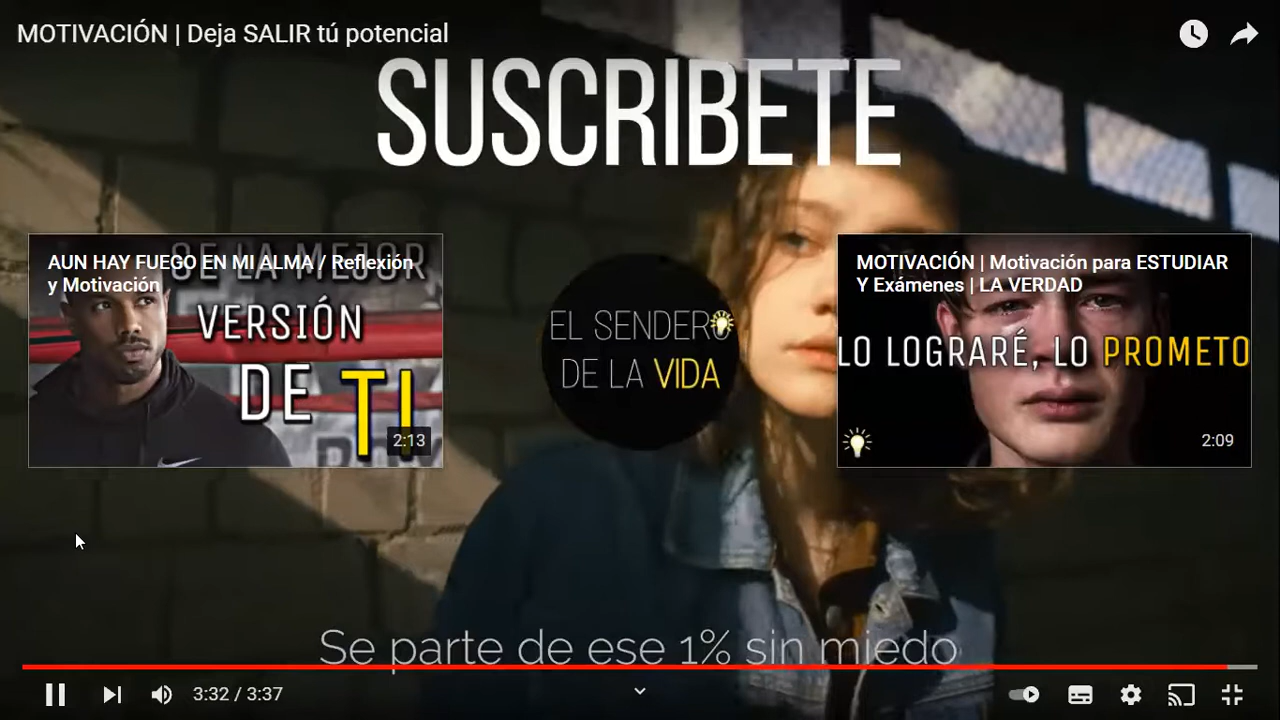 MOTIVACIÓN | Deja SALIR tú potencial
SUSCRIBETE
AUN HAY FUEGO EN MI ALMA / Reflexión
y Motivación
SE LA MEJOR
VERSIÓN
DE TI
2:13
EL SENDERO
DE LA VIDA
MOTIVACIÓN | Motivación para ESTUDIAR
Y Exámenes | LA VERDAD
LO LOGRARÉ, LO PROMETO
2:09
Se parte de ese 1% sin miedo
3:32 / 3:37